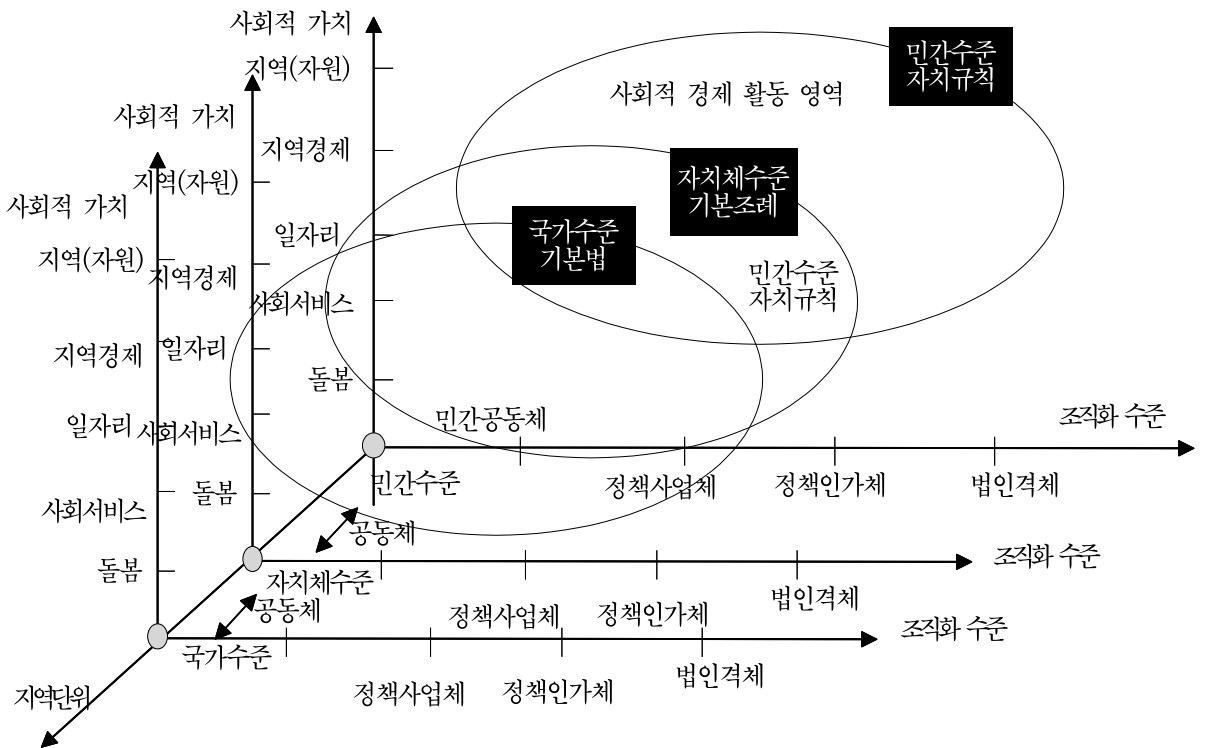 사회적 가치
지역(자원)
사회적 경제 활동 영역
민간수준
자치규칙
사회적 가치
지역경제
자치체수준
기본조례
지역(자원)
사회적 가치
일자리
국가수준
기본법
지역(자원)
지역경제
민간수준
자치규칙
사회서비스
지역경제
일자리
돌봄
민간공동체
조직화 수준
일자리
사회서비스
민간수준
정책사업체
정책인가체
법인격체
돌봄
사회서비스
공동체
조직화 수준
돌봄
자치체수준
공동체
정책사업체
정책인가체
법인격체
조직화 수준
국가수준
정책사업체
정책인가체
법인격체
지역단위